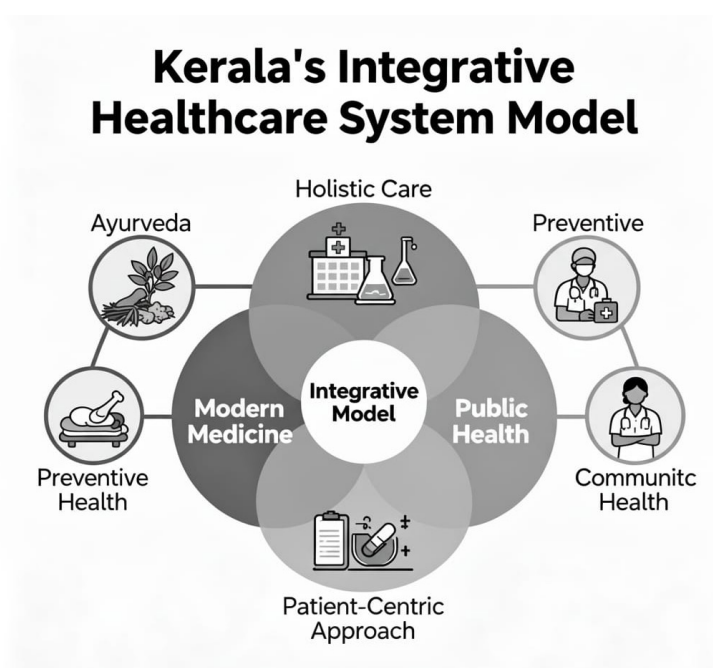 Kerala's Integrative
Healthcare System Model
Holistic Care
Ayurveda
Preventive
Integrative
Model
Modern
Medicine
Public
Health
Preventive
Health
Communitc
Health
Patient-Centric
Approach